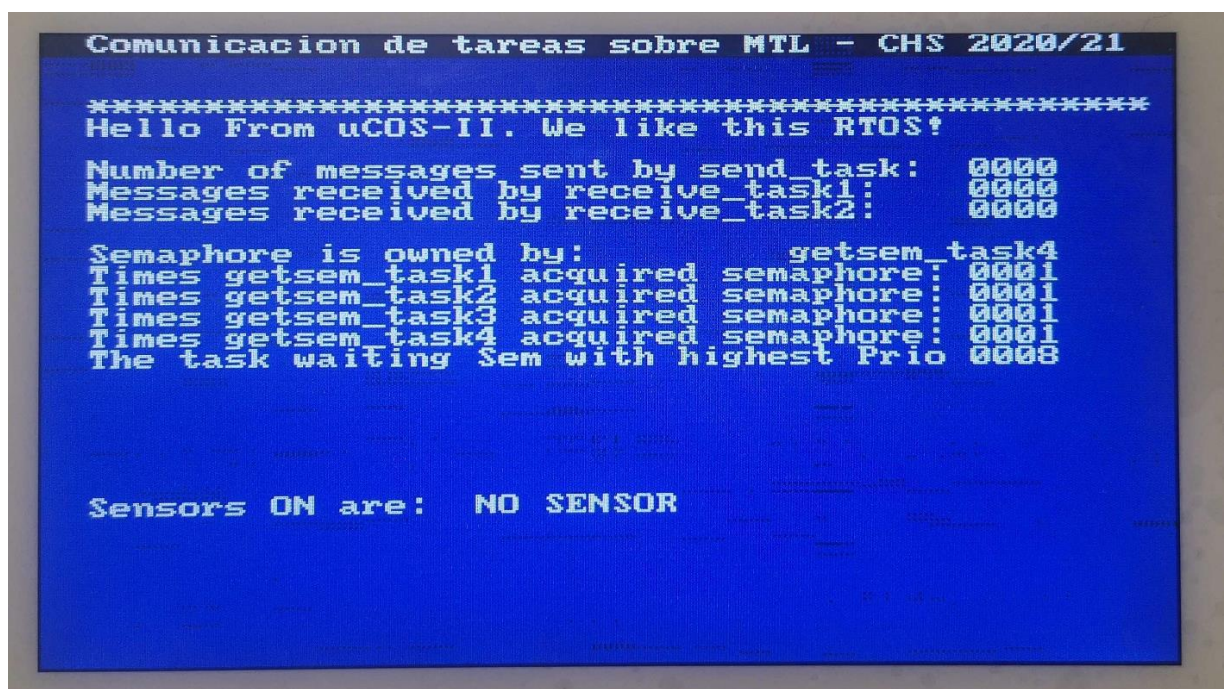 Comunicacion de tareas sobre MTL - CHS 2020/21
**********************************************
Hello From uCOS-II. We like this RTOS!
Number of messages sent by send_task: 0000
Messages received by receive_task1: 0000
Messages received by receive_task2: 0000
Semaphore is owned by: getsem_task4
Times getsem_task1 acquired semaphore: 0001
Times getsem_task2 acquired semaphore: 0001
Times getsem_task3 acquired semaphore: 0001
Times getsem_task4 acquired semaphore: 0001
The task waiting Sem with highest Prio 0008
Sensors ON are: NO SENSOR